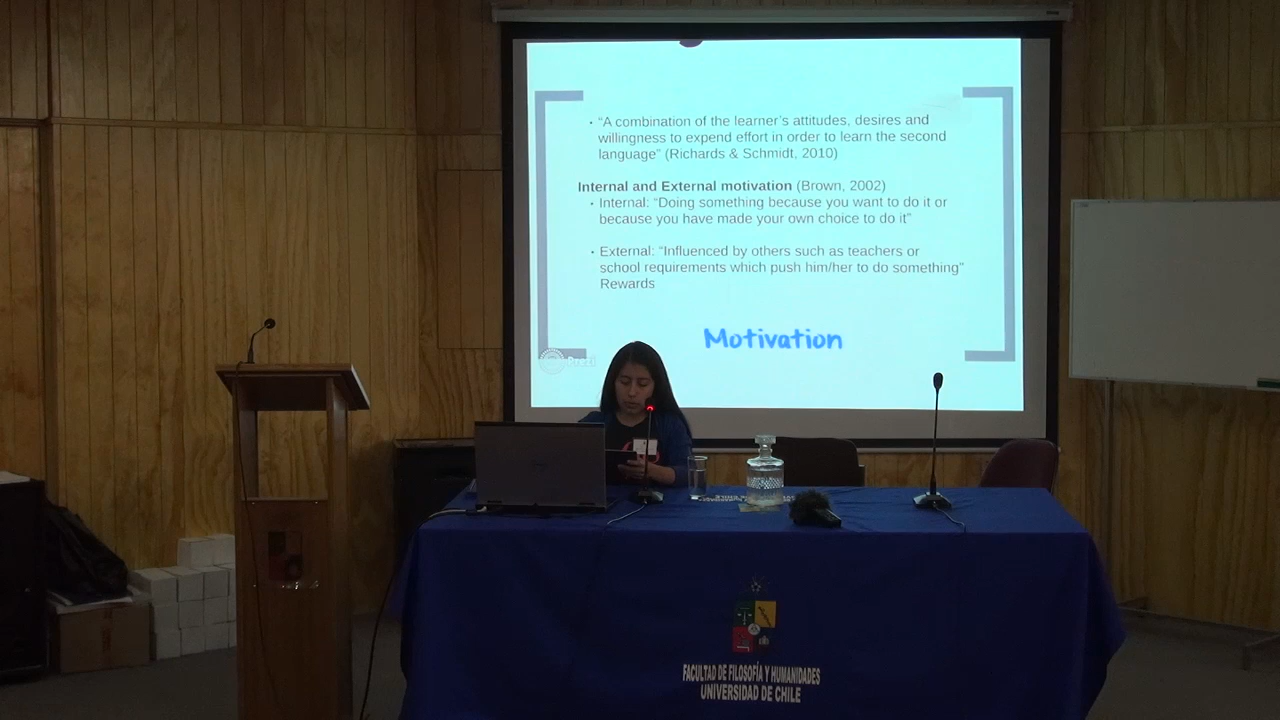 · “A combination of the learner’s attitudes, desires and
willingness to expend effort in order to learn the second
language” (Richards & Schmidt, 2010)
Internal and External motivation (Brown, 2002)
· Internal: “Doing something because you want to do it or
because you have made your own choice to do it”
· External: “Influenced by others such as teachers or
school requirements which push him/her to do something”
Rewards
Motivation
Prezi
FACULTAD DE FILOSOFÍA Y HUMANIDADES
UNIVERSIDAD DE CHILE